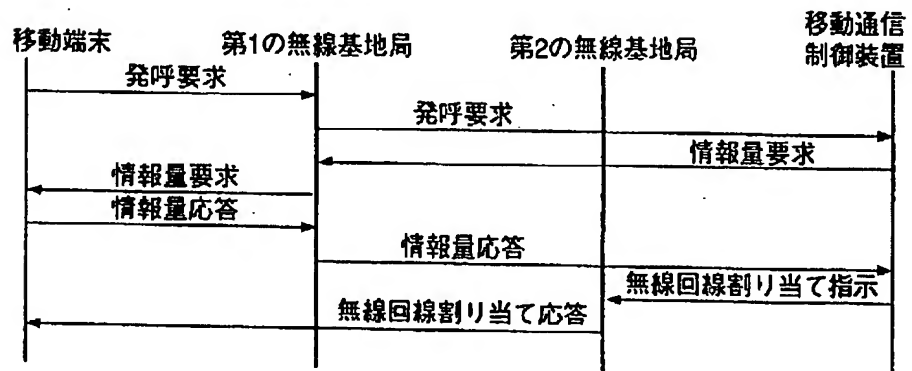 移動端末
第1の無線基地局
第2の無線基地局
移動通信
制御装置
発呼要求
発呼要求
情報量要求
情報量要求
情報量応答
情報量応答
無線回線割り当て指示
無線回線割り当て応答